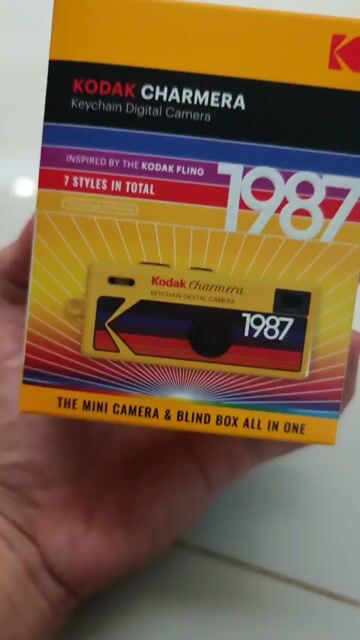 KODAK CHARMERA
Keychain Digital Camera
INSPIRED BY THE KODAK FLING
7 STYLES IN TOTAL
1987
Kodak Charmera
KEYCHAIN DIGITAL CAMERA
1987
THE MINI CAMERA & BLIND BOX ALL IN ONE